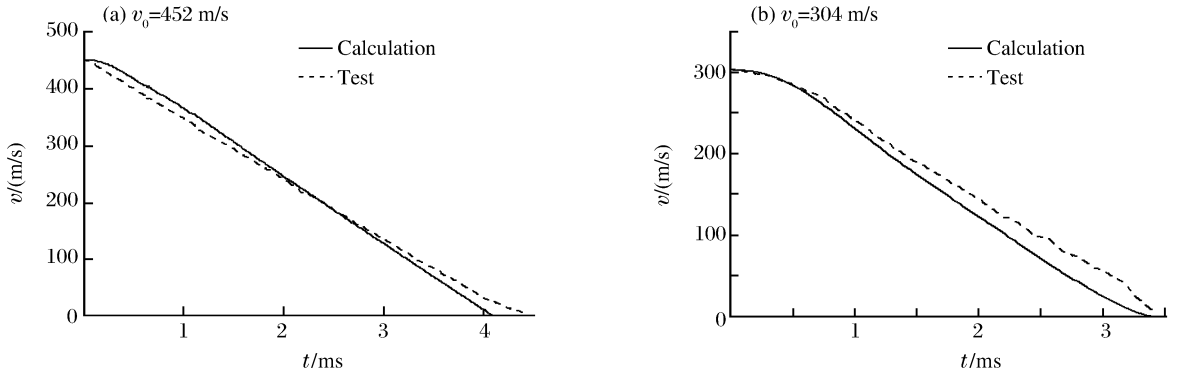 (a) v0=452 m/s
500
400
300
200
100
0
v/(m/s)
Calculation
Test
1 2 3 4
t/ms
(b) v0=304 m/s
300
200
100
0
v/(m/s)
Calculation
Test
1 2 3
t/ms